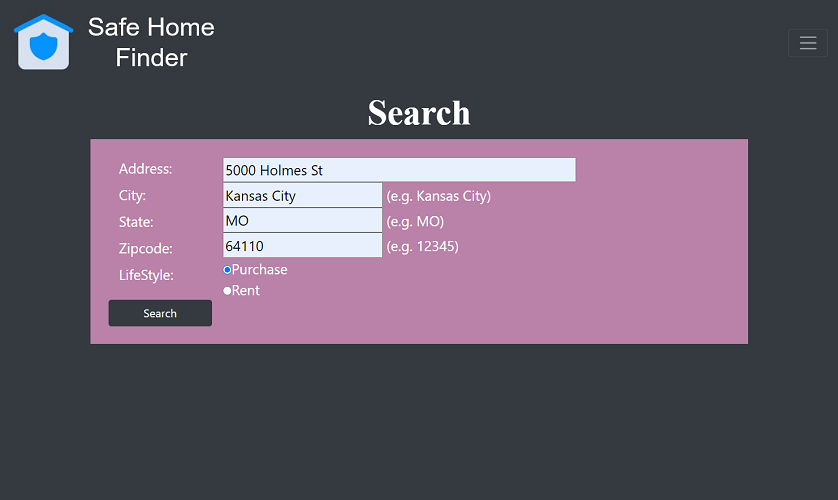 Safe Home
Finder
Search
Address: 5000 Holmes St
City: Kansas City (e.g. Kansas City)
State: MO (e.g. MO)
Zipcode: 64110 (e.g. 12345)
LifeStyle: Purchase
Rent
Search